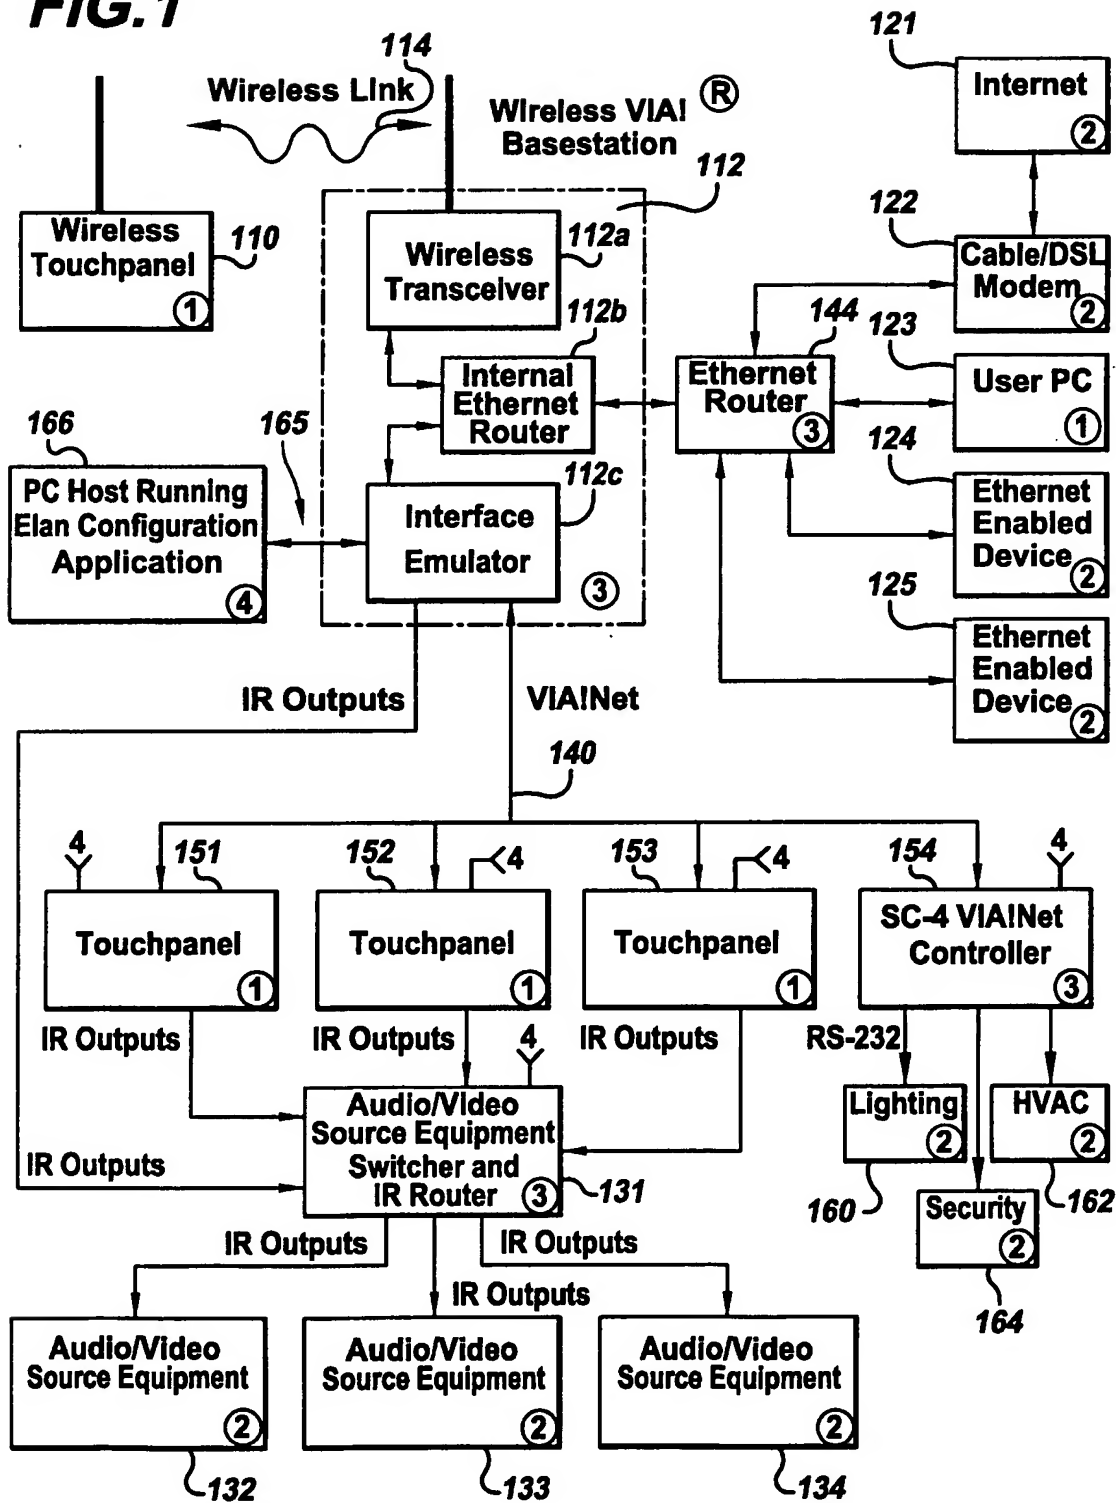 FIG. 1
114
121
Wireless Link
Wireless VIA! ®
Basestation
Internet
②
112
110
Wireless
Touchpanel
①
112a
Wireless
Transceiver
122
Cable/DSL
Modem
②
112b
144
123
Internal
Ethernet
Router
Ethernet
Router
③
User PC
①
166
165
124
PC Host Running
Elan Configuration
Application
④
112c
Interface
Emulator
③
Ethernet
Enabled
Device
②
125
Ethernet
Enabled
Device
②
IR Outputs
VIA!Net
140
4
151
152
4
153
4
154
4
Touchpanel
①
Touchpanel
①
Touchpanel
①
SC-4 VIA!Net
Controller
③
IR Outputs
IR Outputs
4
IR Outputs
RS-232
Audio/Video
Source Equipment
Switcher and
IR Router
③
131
Lighting
②
HVAC
②
IR Outputs
160
162
Security
②
164
IR Outputs
IR Outputs
IR Outputs
Audio/Video
Source Equipment
②
Audio/Video
Source Equipment
②
Audio/Video
Source Equipment
②
132
133
134